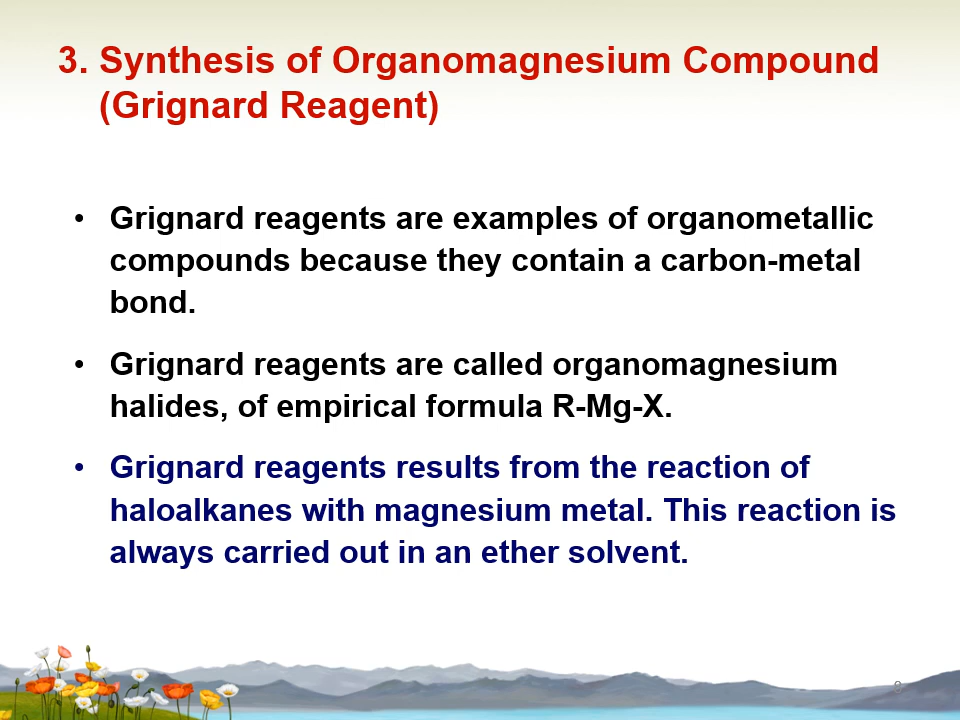 3. Synthesis of Organomagnesium Compound
(Grignard Reagent)
• Grignard reagents are examples of organometallic
compounds because they contain a carbon-metal
bond.
• Grignard reagents are called organomagnesium
halides, of empirical formula R-Mg-X.
• Grignard reagents results from the reaction of
haloalkanes with magnesium metal. This reaction is
always carried out in an ether solvent.